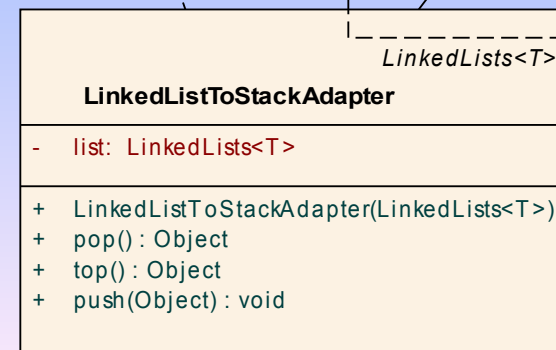 LinkedLists<T>
LinkedListToStackAdapter
- list: LinkedLists<T>
+ LinkedListToStackAdapter(LinkedLists<T>)
+ pop() : Object
+ top() : Object
+ push(Object) : void